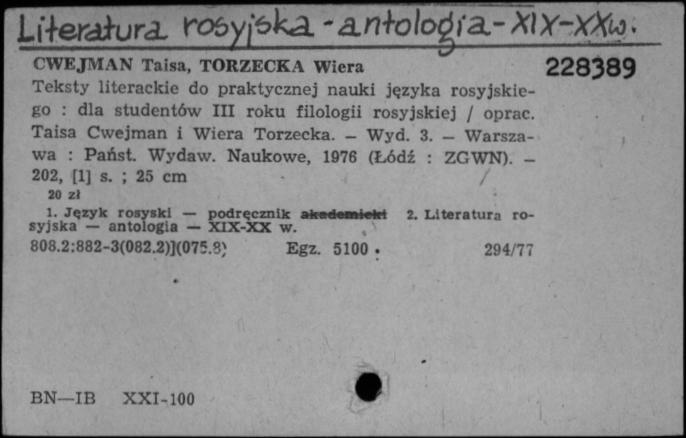 Literatura rosyjska - antologia - XIX-XXw.
CWEJMAN Taisa, TORZECKA Wiera 228389
Teksty literackie do praktycznej nauki języka rosyjskie-
go : dla studentów III roku filologii rosyjskiej / oprac.
Taisa Cwejman i Wiera Torzecka. — Wyd. 3. — Warsza-
wa : Państ. Wydaw. Naukowe, 1976 (Łódź : ZGWN). —
202, [1] s. ; 25 cm
20 zł
1. Język rosyski — podręcznik akademicki 2. Literatura ro-
syjska — antologia — XIX-XX w.
808.2:882-3(082.2)](075.8) Egz. 5100 . 294/77
BN—IB XXI-100